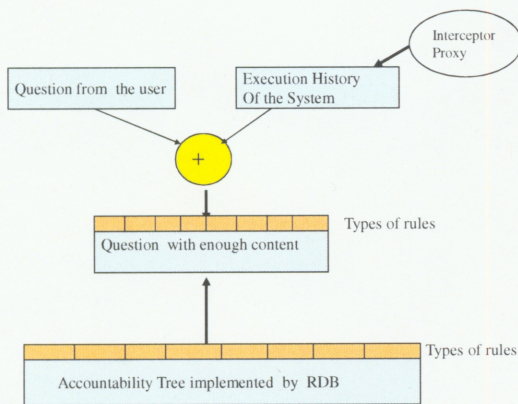 Interceptor
Proxy
Question from the user
Execution History
Of the System
+
Types of rules
Question with enough content
Types of rules
Accountability Tree implemented by RDB